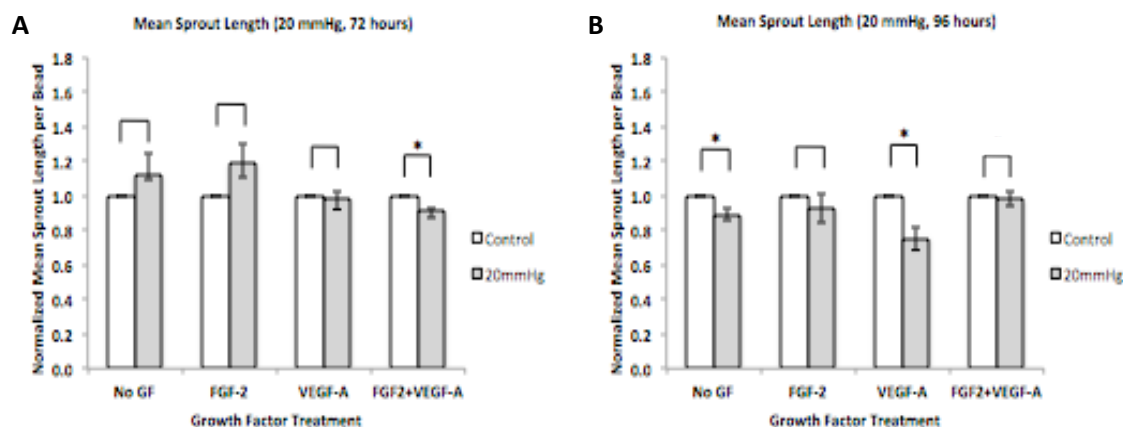 A
Mean Sprout Length (20 mmHg, 72 hours)
Normalized Mean Sprout Length per Bead
1.8
1.6
1.4
1.2
1.0
0.8
0.6
0.4
0.2
0.0
*
No GF FGF-2 VEGF-A FGF2+VEGF-A
Growth Factor Treatment
Control
20mmHg
B
Mean Sprout Length (20 mmHg, 96 hours)
Normalized Mean Sprout Length per Bead
1.8
1.6
1.4
1.2
1.0
0.8
0.6
0.4
0.2
0.0
* *
No GF FGF-2 VEGF-A FGF2+VEGF-A
Growth Factor Treatment
Control
20mmHg